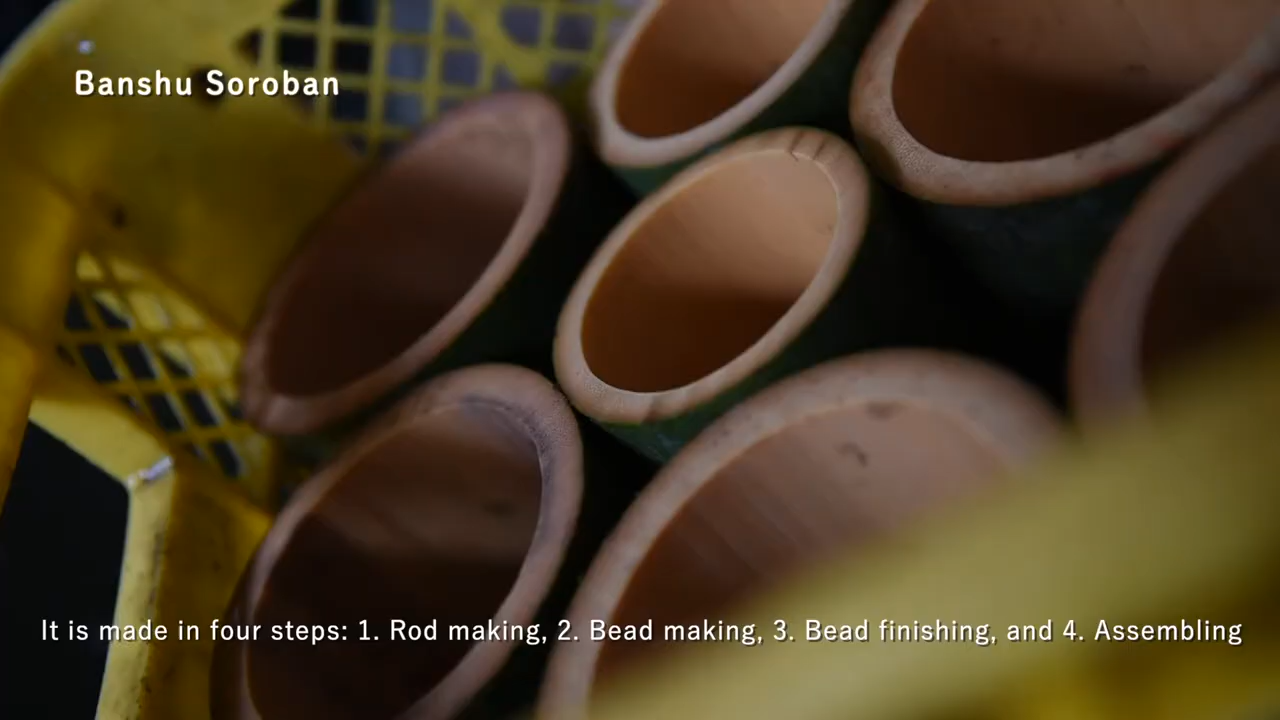 Banshu Soroban
It is made in four steps: 1. Rod making, 2. Bead making, 3. Bead finishing, and 4. Assembling